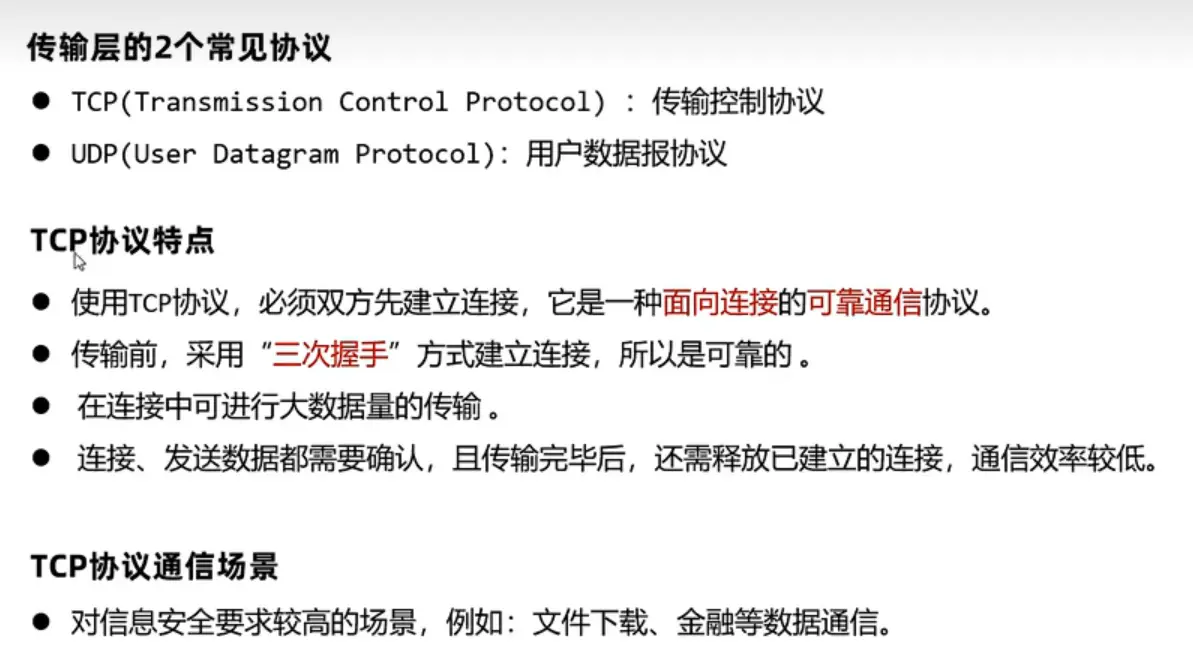 传输层的2个常见协议
● TCP(Transmission Control Protocol) ：传输控制协议
● UDP(User Datagram Protocol)：用户数据报协议
TCP协议特点
● 使用TCP协议，必须双方先建立连接，它是一种面向连接的可靠通信协议。
● 传输前，采用“三次握手”方式建立连接，所以是可靠的 。
● 在连接中可进行大数据量的传输 。
● 连接、发送数据都需要确认，且传输完毕后，还需释放已建立的连接，通信效率较低。
TCP协议通信场景
● 对信息安全要求较高的场景，例如：文件下载、金融等数据通信。